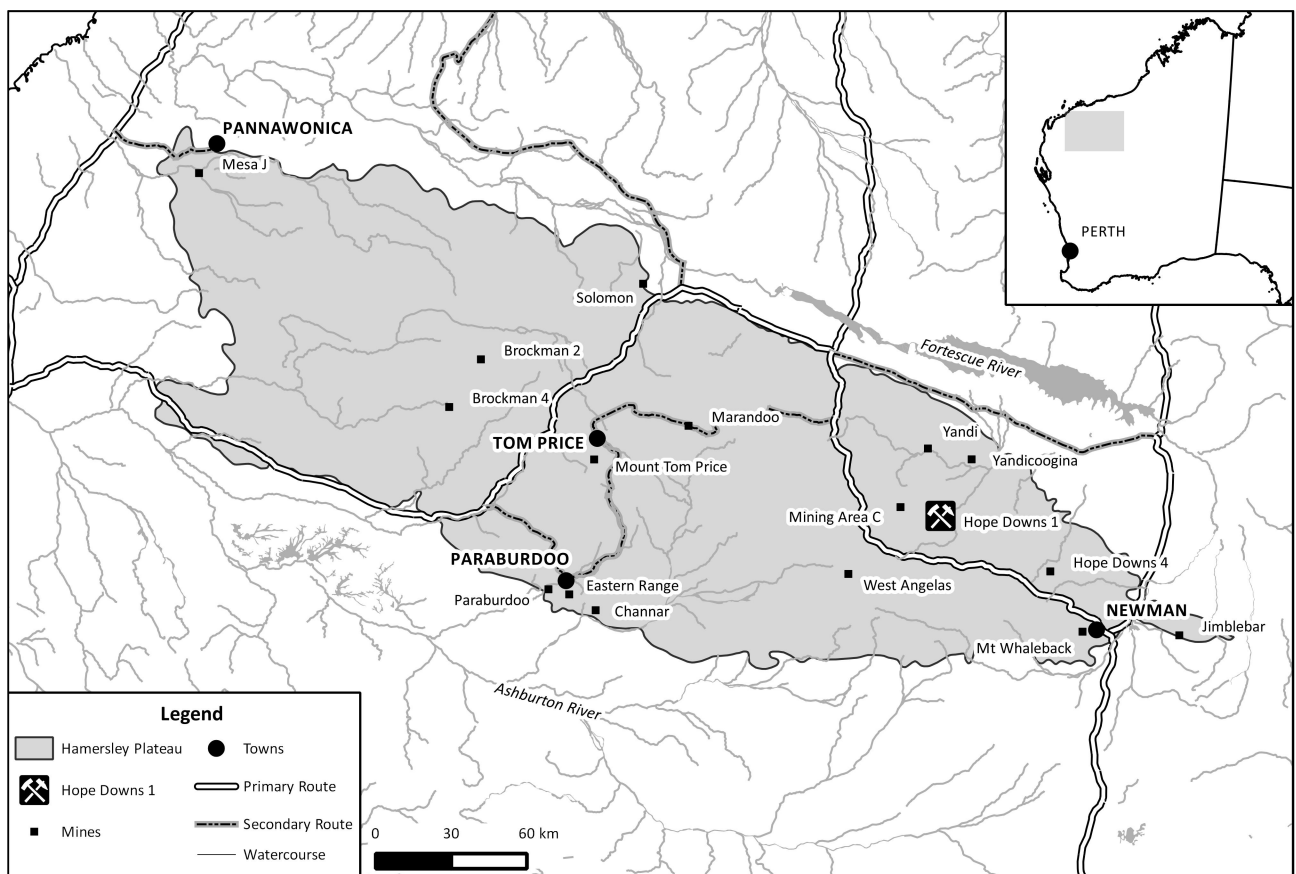 PANNAWONICA
Mesa J
PERTH
Solomon
Fortescue River
Brockman 2
Brockman 4
Marandoo
TOM PRICE
Yandi
Mount Tom Price
Yandicoogina
Mining Area C
Hope Downs 1
PARABURDOO
Hope Downs 4
Eastern Range
West Angelas
Paraburdoo
Channar
NEWMAN
Jimblebar
Mt Whaleback
Ashburton River
Legend
Hamersley Plateau
Towns
Hope Downs 1
Primary Route
Mines
Secondary Route
Watercourse
0 30 60 km